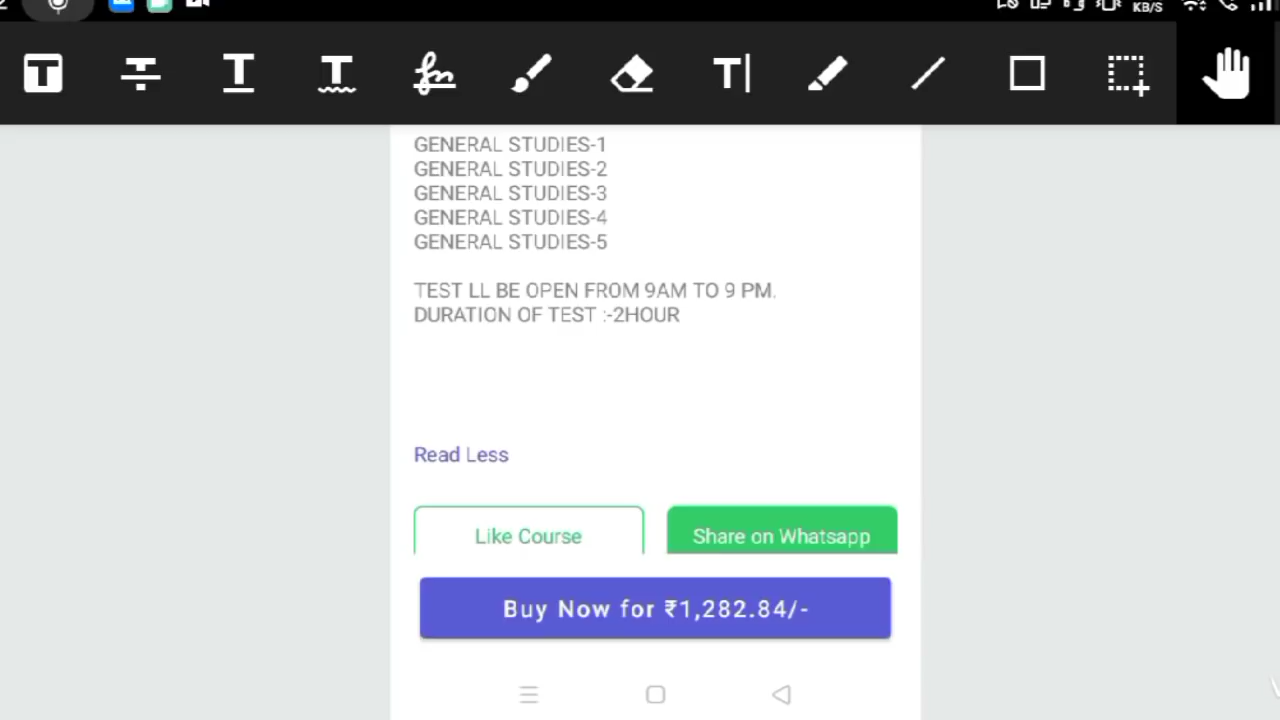 KB/S
GENERAL STUDIES-1
GENERAL STUDIES-2
GENERAL STUDIES-3
GENERAL STUDIES-4
GENERAL STUDIES-5
TEST LL BE OPEN FROM 9AM TO 9 PM.
DURATION OF TEST :-2HOUR
Read Less
Like Course
Share on Whatsapp
Buy Now for ₹1,282.84/-